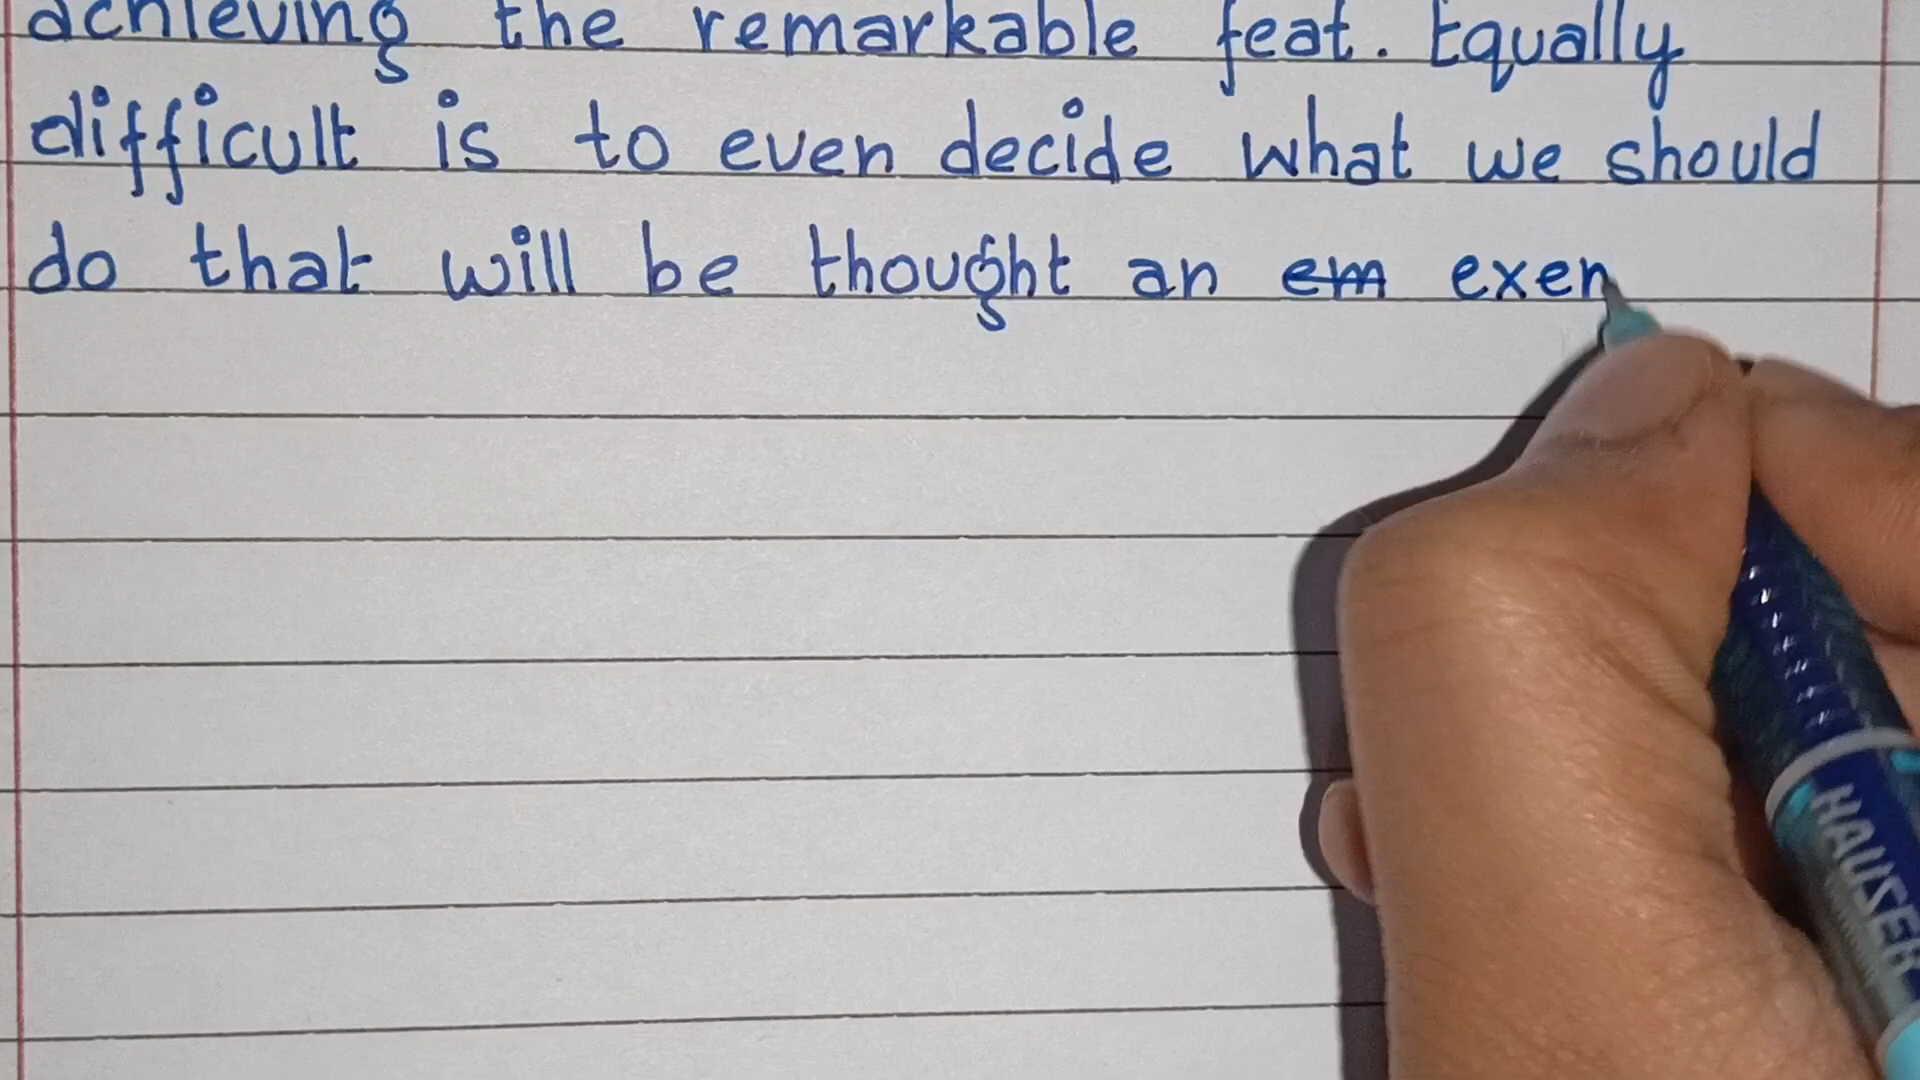 achieving the remarkable feat. Equally
difficult is to even decide what we should
do that will be thought an em exen
HAUSER